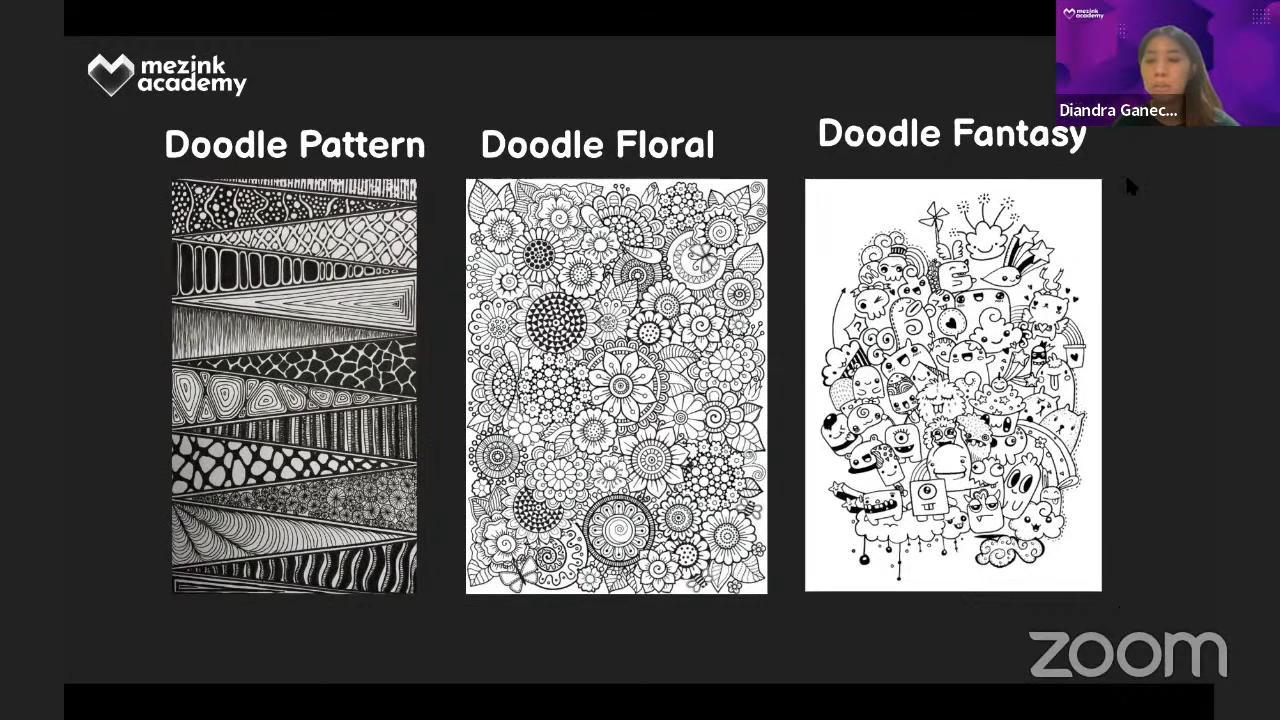 mezink
academy
mezink
academy
Diandra Ganec...
Doodle Pattern
Doodle Floral
Doodle Fantasy
zoom